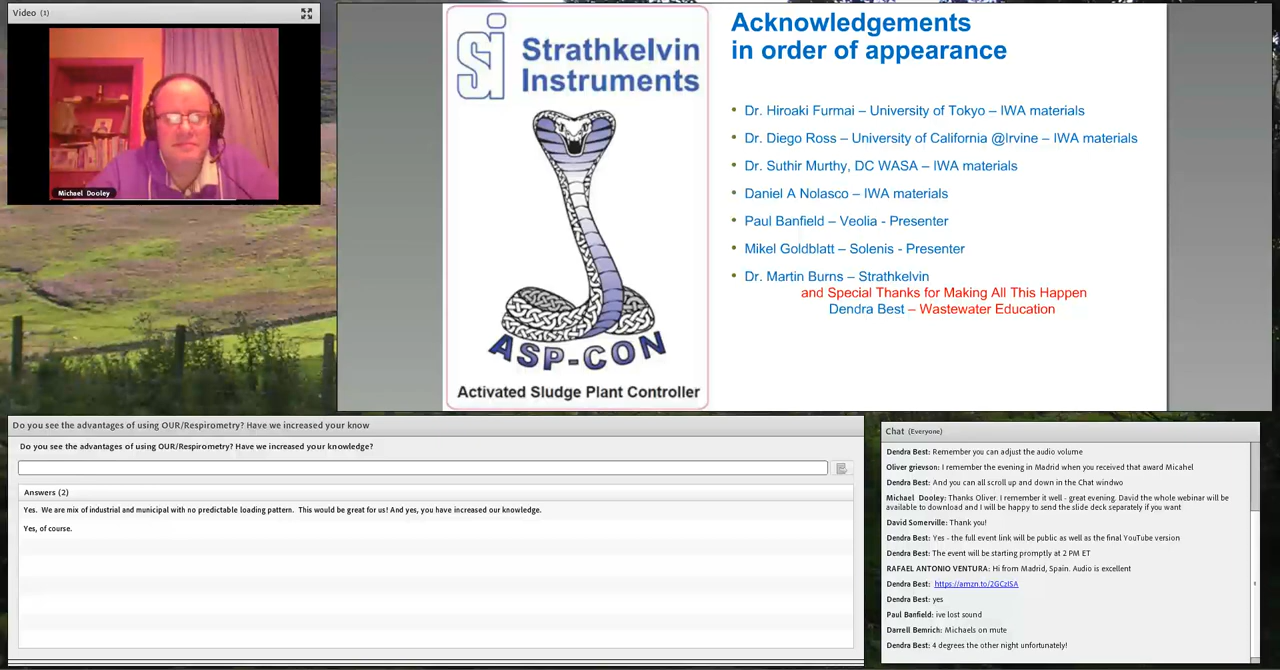 Video (1)
Michael Dooley
si
Strathkelvin
Instruments
ASP-CON
Activated Sludge Plant Controller
Acknowledgements
in order of appearance
• Dr. Hiroaki Furmai – University of Tokyo – IWA materials
• Dr. Diego Ross – University of California @Irvine – IWA materials
• Dr. Suthir Murthy, DC WASA – IWA materials
• Daniel A Nolasco – IWA materials
• Paul Banfield – Veolia - Presenter
• Mikel Goldblatt – Solenis - Presenter
• Dr. Martin Burns – Strathkelvin
and Special Thanks for Making All This Happen
Dendra Best – Wastewater Education
Do you see the advantages of using OUR/Respirometry? Have we increased your know
Do you see the advantages of using OUR/Respirometry? Have we increased your knowledge?
Answers (2)
Yes. We are mix of industrial and municipal with no predictable loading pattern. This would be great for us! And yes, you have increased our knowledge.
Yes, of course.
Chat (Everyone)
Dendra Best: Remember you can adjust the audio volume
Oliver grievson: I remember the evening in Madrid when you received that award Micahel
Dendra Best: And you can all scroll up and down in the Chat windwo
Michael Dooley: Thanks Oliver. I remember it well - great evening. David the whole webinar will be
available to download and I will be happy to send the slide deck separately if you want
David Somerville: Thank you!
Dendra Best: Yes - the full event link will be public as well as the final YouTube version
Dendra Best: The event will be starting promptly at 2 PM ET
RAFAEL ANTONIO VENTURA: Hi from Madrid, Spain. Audio is excellent
Dendra Best: https://amzn.to/2GCzlSA
Dendra Best: yes
Paul Banfield: ive lost sound
Darrell Bemrich: Michaels on mute
Dendra Best: 4 degrees the other night unfortunately!